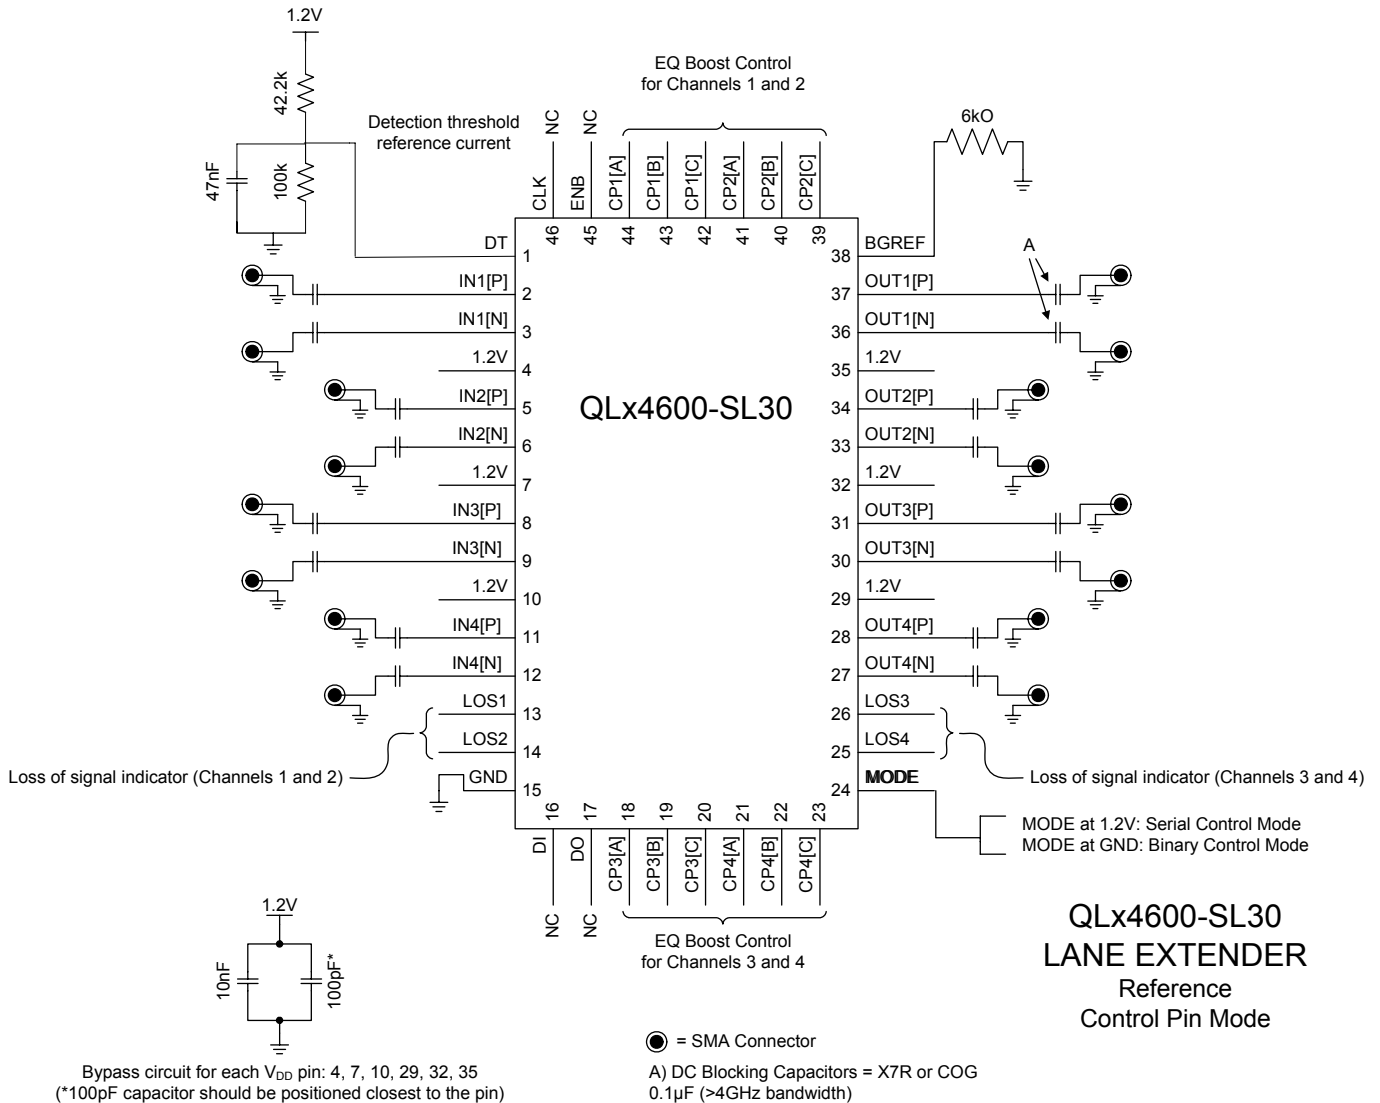 1.2V
42.2k
47nF
100k
Detection threshold
reference current
EQ Boost Control
for Channels 1 and 2
6kO
NC
NC
CLK
ENB
CP1[A]
CP1[B]
CP1[C]
CP2[A]
CP2[B]
CP2[C]
46
45
44
43
42
41
40
39
DT
1
IN1[P]
2
IN1[N]
3
1.2V
4
IN2[P]
5
IN2[N]
6
1.2V
7
IN3[P]
8
IN3[N]
9
1.2V
10
IN4[P]
11
IN4[N]
12
LOS1
13
LOS2
14
GND
15
Loss of signal indicator (Channels 1 and 2)
QLx4600-SL30
38
BGREF
A
37
OUT1[P]
36
OUT1[N]
35
1.2V
34
OUT2[P]
33
OUT2[N]
32
1.2V
31
OUT3[P]
30
OUT3[N]
29
1.2V
28
OUT4[P]
27
OUT4[N]
26
LOS3
25
LOS4
24
MODE
Loss of signal indicator (Channels 3 and 4)
MODE at 1.2V: Serial Control Mode
MODE at GND: Binary Control Mode
16
17
18
19
20
21
22
23
DI
DO
CP3[A]
CP3[B]
CP3[C]
CP4[A]
CP4[B]
CP4[C]
NC
NC
EQ Boost Control
for Channels 3 and 4
1.2V
10nF
100pF*
Bypass circuit for each VDD pin: 4, 7, 10, 29, 32, 35
(*100pF capacitor should be positioned closest to the pin)
= SMA Connector
A) DC Blocking Capacitors = X7R or COG
0.1µF (>4GHz bandwidth)
QLx4600-SL30
LANE EXTENDER
Reference
Control Pin Mode